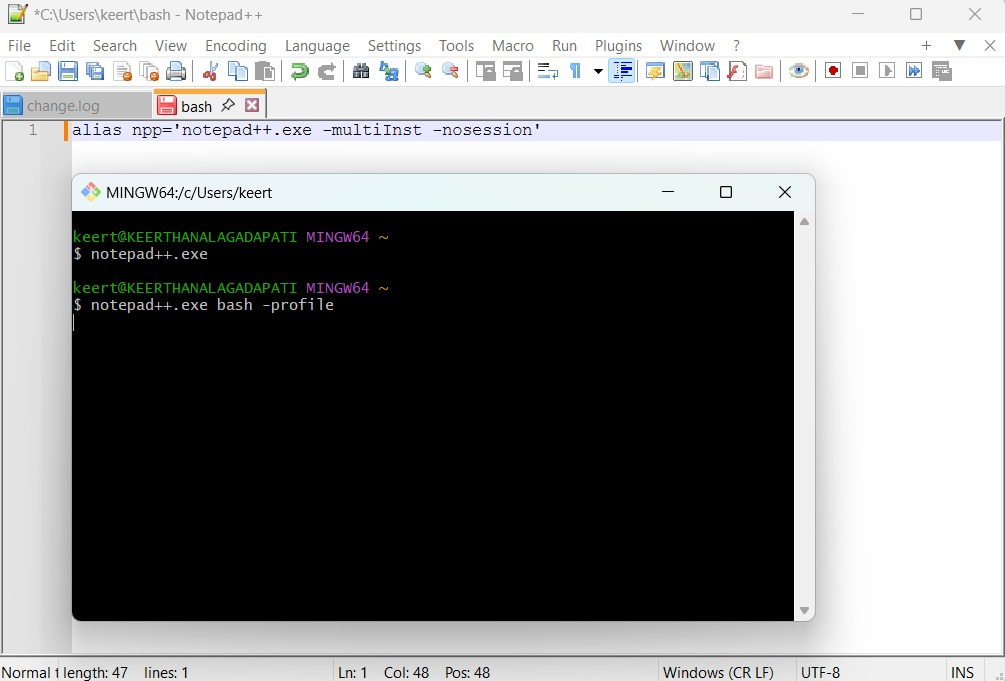 *C:\Users\keert\bash - Notepad++
File Edit Search View Encoding Language Settings Tools Macro Run Plugins Window ?
change.log bash
1 alias npp='notepad++.exe -multiInst -nosession'
MINGW64:/c/Users/keert
keert@KEERTHANALAGADAPATI MINGW64 ~
$ notepad++.exe
keert@KEERTHANALAGADAPATI MINGW64 ~
$ notepad++.exe bash -profile
Normal t length: 47 lines: 1 Ln: 1 Col: 48 Pos: 48 Windows (CR LF) UTF-8 INS